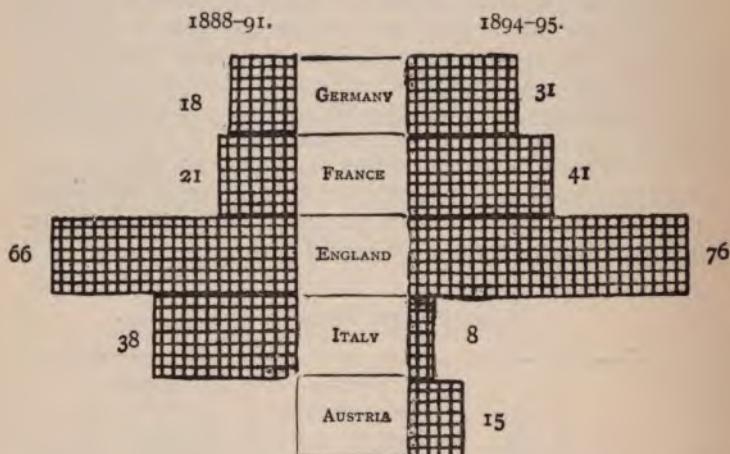 1888–91. 1894–95.
18 GERMANY 31
21 FRANCE 41
66 ENGLAND 76
38 ITALY 8
AUSTRIA 15